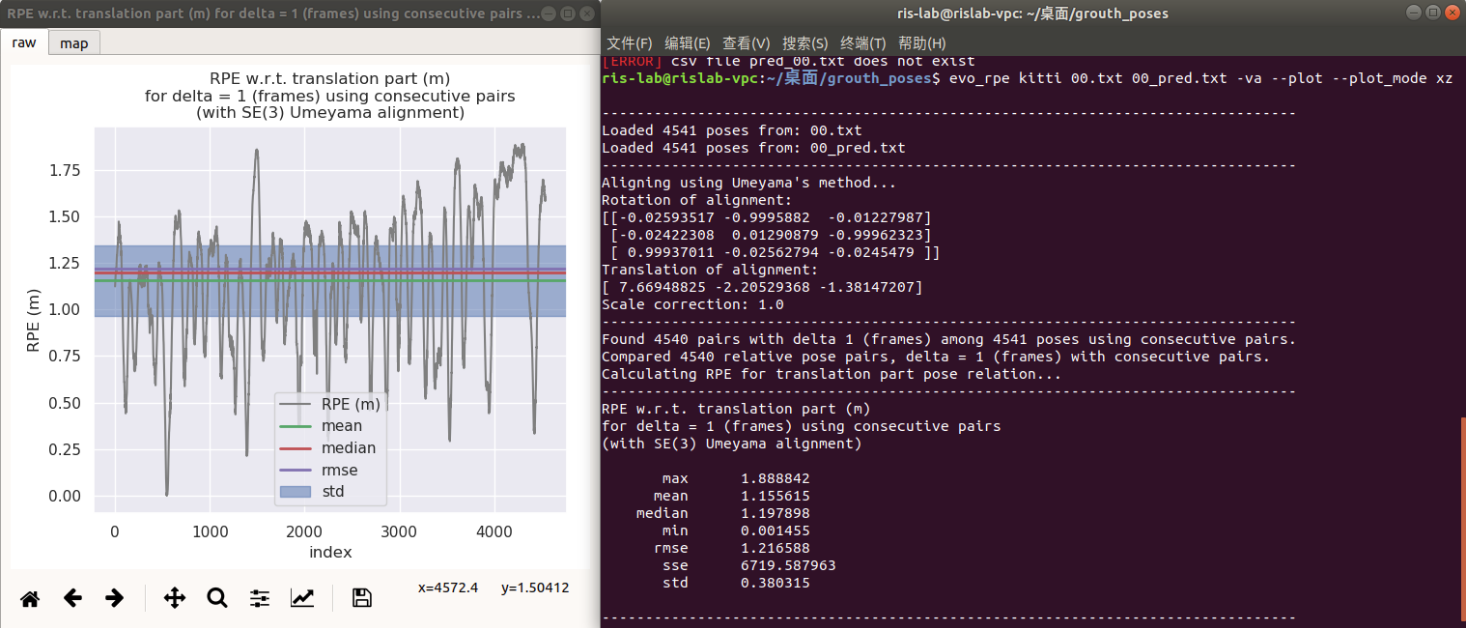 RPE w.r.t. translation part (m) for delta = 1 (frames) using consecutive pairs ...
raw
map
RPE w.r.t. translation part (m)
for delta = 1 (frames) using consecutive pairs
(with SE(3) Umeyama alignment)
1.75
1.50
1.25
1.00
0.75
0.50
0.25
0.00
RPE (m)
RPE (m)
mean
median
rmse
std
0
1000
2000
3000
4000
index
x=4572.4 y=1.50412
ris-lab@rislab-vpc: ~/桌面/grouth_poses
文件(F) 编辑(E) 查看(V) 搜索(S) 终端(T) 帮助(H)
[ERROR] csv file pred_00.txt does not exist
ris-lab@rislab-vpc:~/桌面/grouth_poses$ evo_rpe kitti 00.txt 00_pred.txt -va --plot --plot_mode xz
--------------------------------------------------------------------------------
Loaded 4541 poses from: 00.txt
Loaded 4541 poses from: 00_pred.txt
--------------------------------------------------------------------------------
Aligning using Umeyama's method...
Rotation of alignment:
[[-0.02593517 -0.9995882  -0.01227987]
 [-0.02422308  0.01290879 -0.99962323]
 [ 0.99937011 -0.02562794 -0.0245479 ]]
Translation of alignment:
[ 7.66948825 -2.20529368 -1.38147207]
Scale correction: 1.0
--------------------------------------------------------------------------------
Found 4540 pairs with delta 1 (frames) among 4541 poses using consecutive pairs.
Compared 4540 relative pose pairs, delta = 1 (frames) with consecutive pairs.
Calculating RPE for translation part pose relation...
--------------------------------------------------------------------------------
RPE w.r.t. translation part (m)
for delta = 1 (frames) using consecutive pairs
(with SE(3) Umeyama alignment)
max 1.888842
mean 1.155615
median 1.197898
min 0.001455
rmse 1.216588
sse 6719.587963
std 0.380315
--------------------------------------------------------------------------------